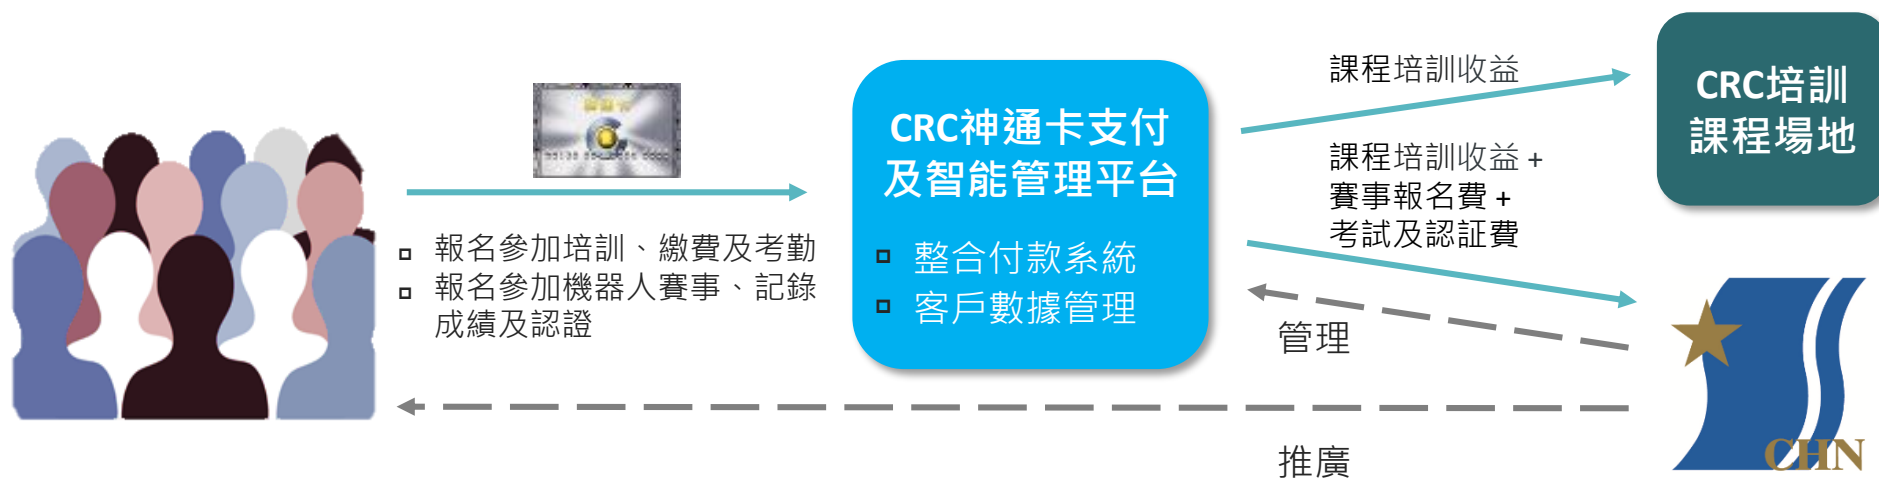 報名參加培訓、繳費及考勤
報名參加機器人賽事、記錄
成績及認證
CRC神通卡支付
及智能管理平台
整合付款系統
客戶數據管理
課程培訓收益
課程培訓收益 +
賽事報名費 +
考試及認証費
管理
推廣
CRC培訓
課程場地
CHN